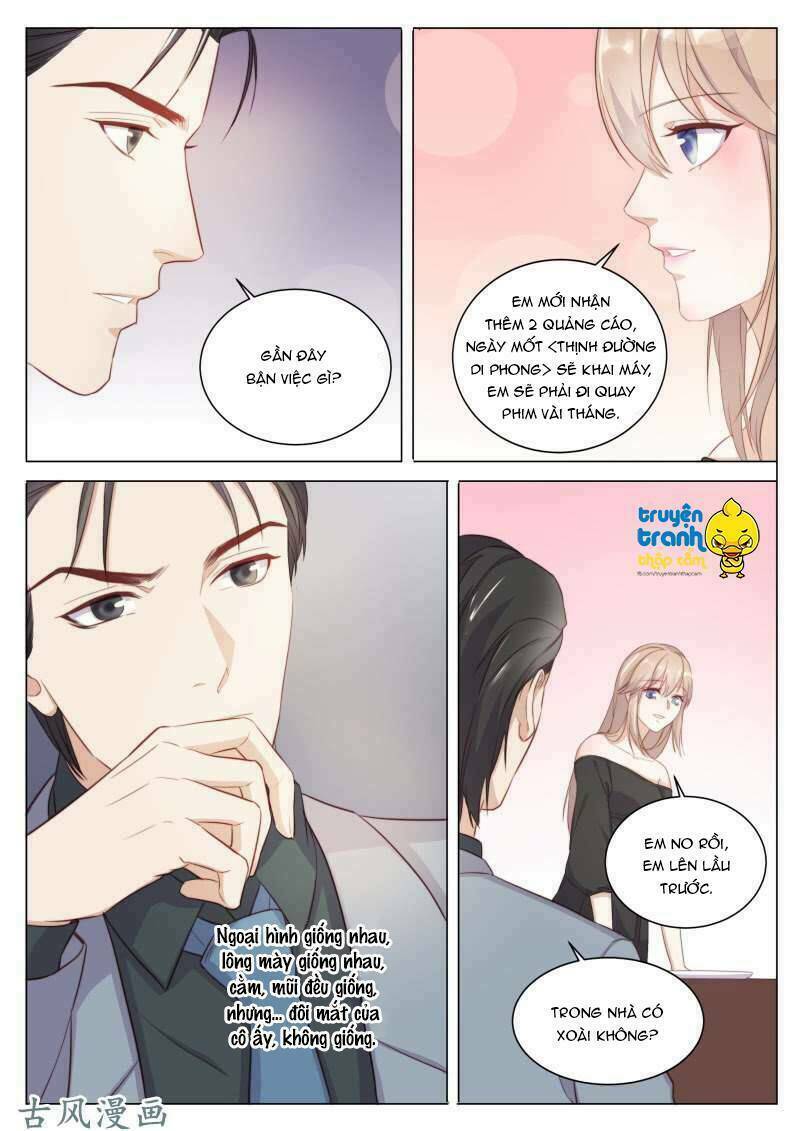 GẦN ĐÂY
BẬN VIỆC GÌ?
EM MỚI NHẬN
THÊM 2 QUẢNG CÁO,
NGÀY MỐT <THỊNH ĐƯỜNG
DI PHONG> SẼ KHAI MÁY,
EM SẼ PHẢI ĐI QUAY
PHIM VÀI THÁNG.
truyện
tranh
thập cẩm
fb.com/truyentranhthapcam
Ngoại hình giống nhau,
lông mày giống nhau,
cằm, mũi đều giống,
nhưng... đôi mắt của
cô ấy, không giống.
EM NO RỒI,
EM LÊN LẦU
TRƯỚC.
TRONG NHÀ CÓ
XOÀI KHÔNG?
古风漫画